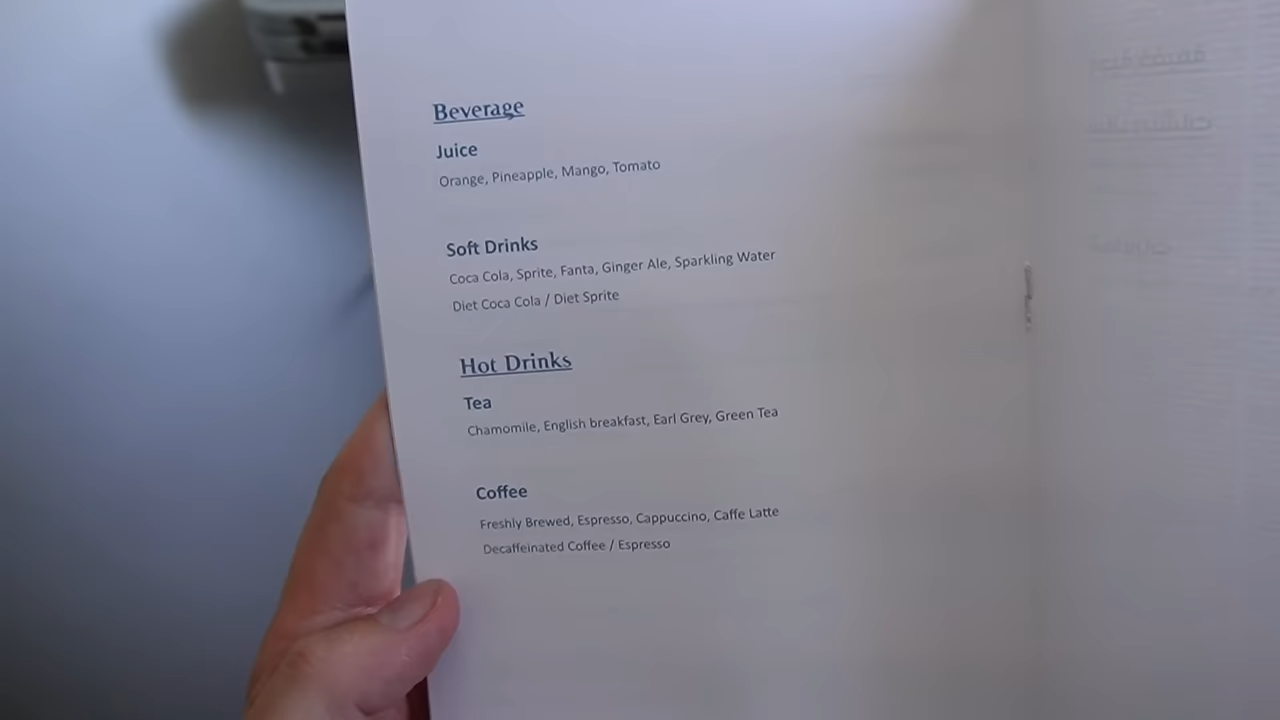 Beverage
Juice
Orange, Pineapple, Mango, Tomato
Soft Drinks
Coca Cola, Sprite, Fanta, Ginger Ale, Sparkling Water
Diet Coca Cola / Diet Sprite
Hot Drinks
Tea
Chamomile, English breakfast, Earl Grey, Green Tea
Coffee
Freshly Brewed, Espresso, Cappuccino, Caffe Latte
Decaffeinated Coffee / Espresso